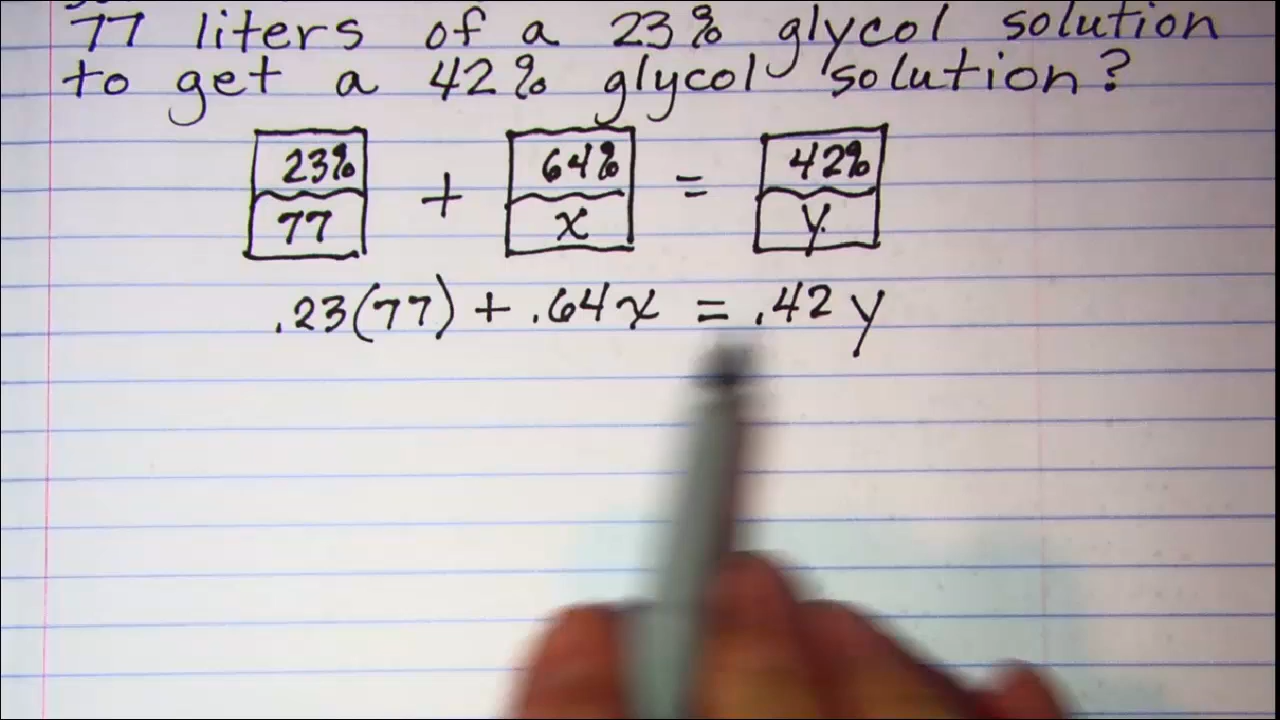 77 liters of a 23% glycol solution
to get a 42% glycol solution?
23% + 64% = 42%
77 x y
.23(77) + .64x = .42y